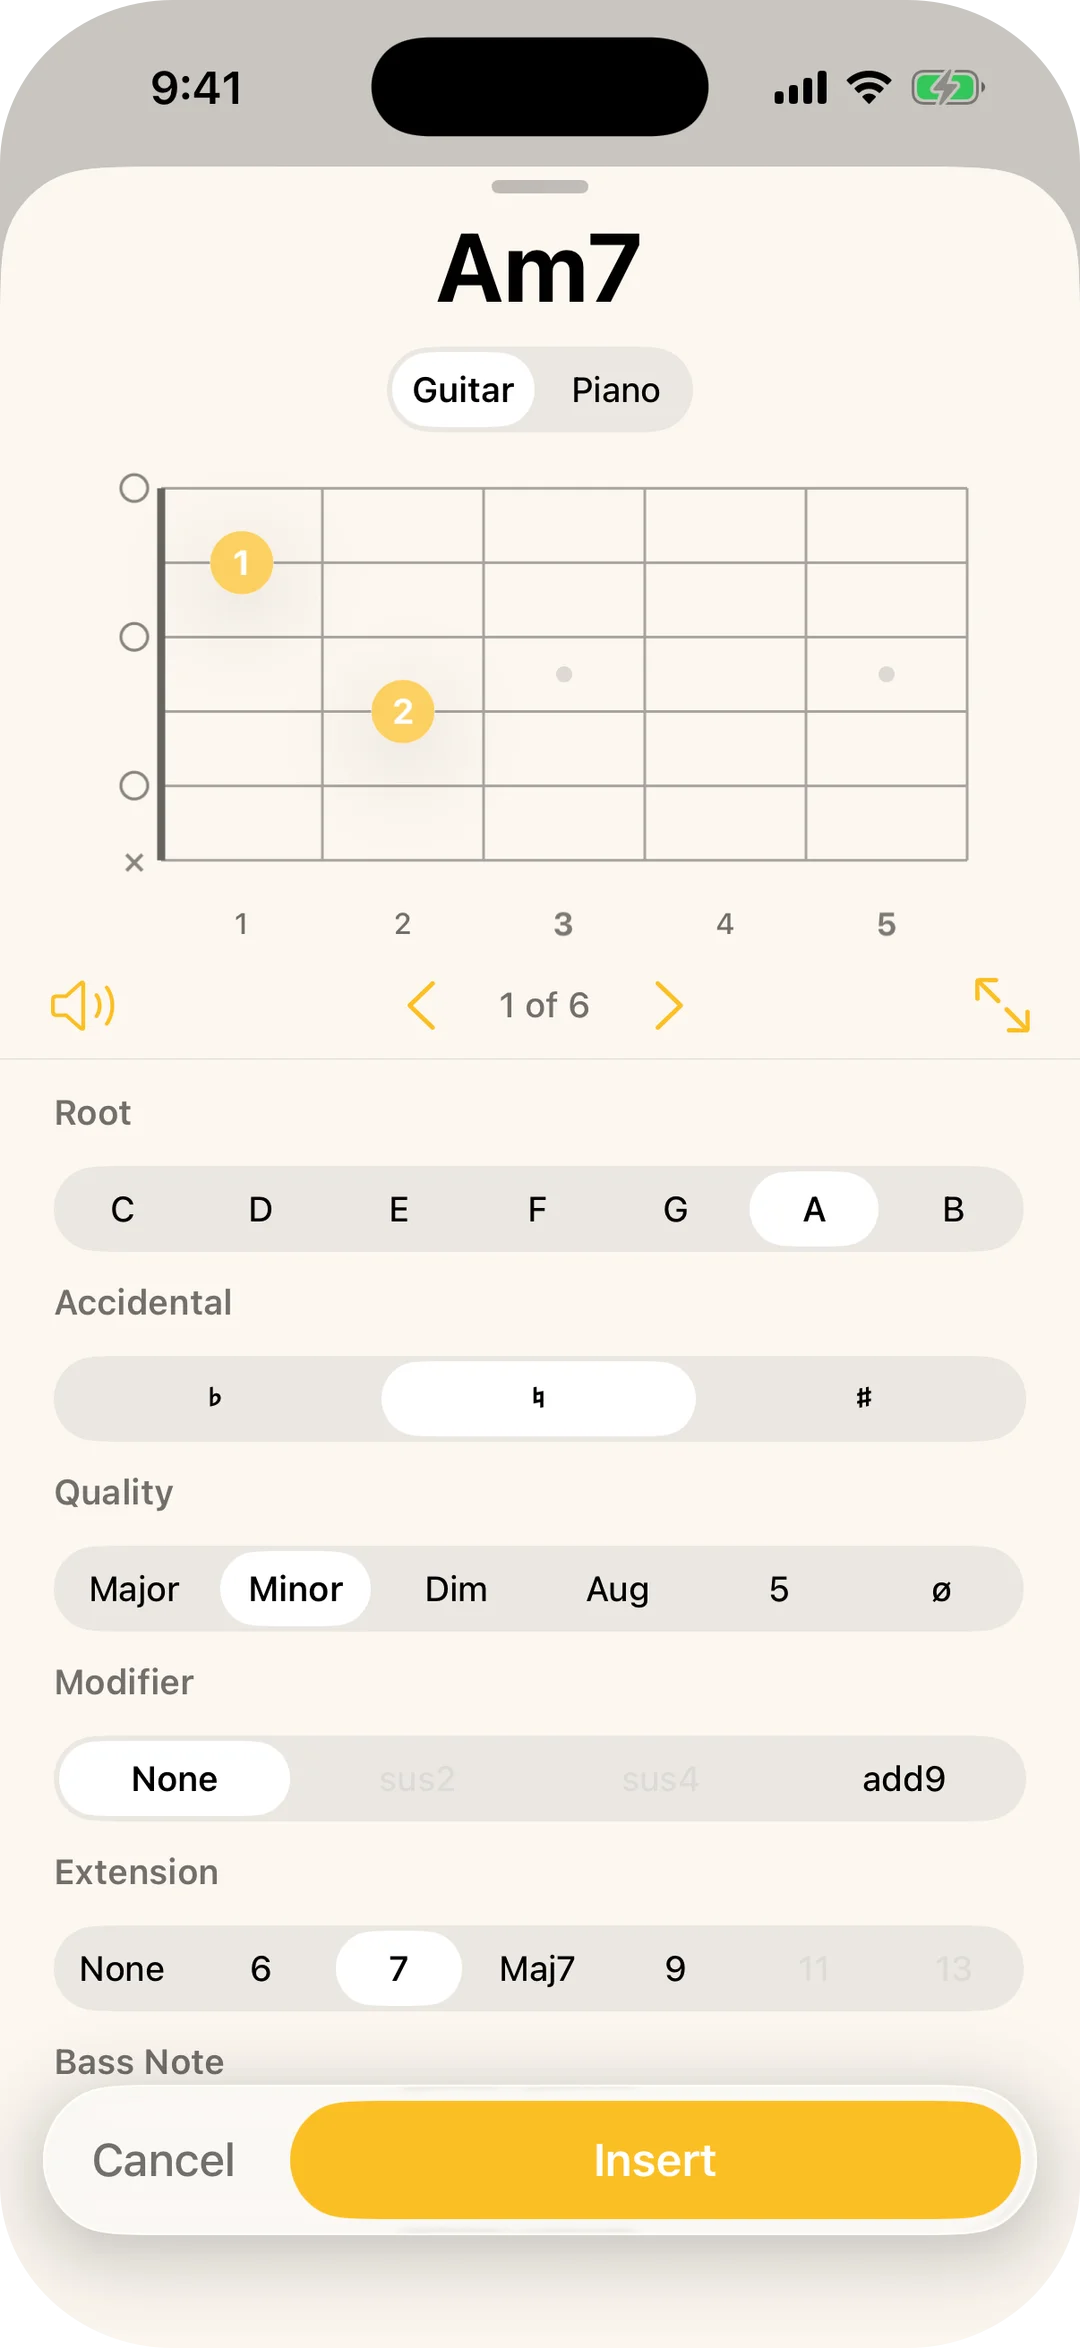 9:41
Am7
Guitar Piano
1
2
×
1 2 3 4 5
1 of 6
Root
C D E F G A B
Accidental
♭ ♮ ♯
Quality
Major Minor Dim Aug 5 ø
Modifier
None sus2 sus4 add9
Extension
None 6 7 Maj7 9 11 13
Bass Note
Cancel Insert